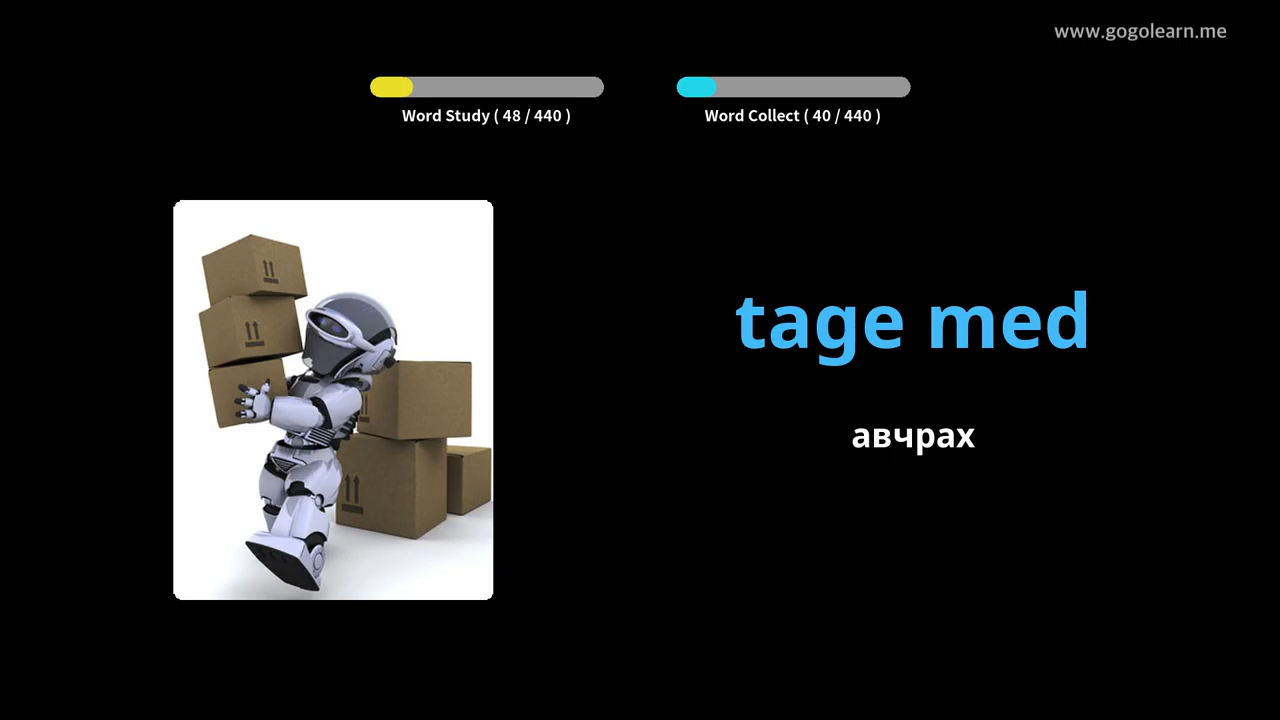 www.gogolearn.me
Word Study ( 48 / 440 )
Word Collect ( 40 / 440 )
tage med
авчрах